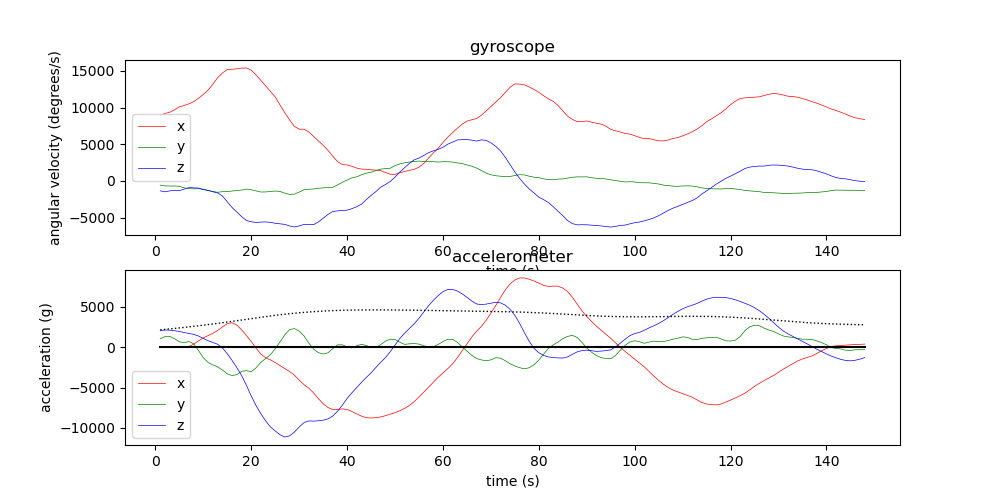 gyroscope
angular velocity (degrees/s)
15000
10000
5000
0
−5000
x
y
z
0 20 40 60 80 100 120 140
time (s)
accelerometer
acceleration (g)
5000
0
−5000
−10000
x
y
z
0 20 40 60 80 100 120 140
time (s)